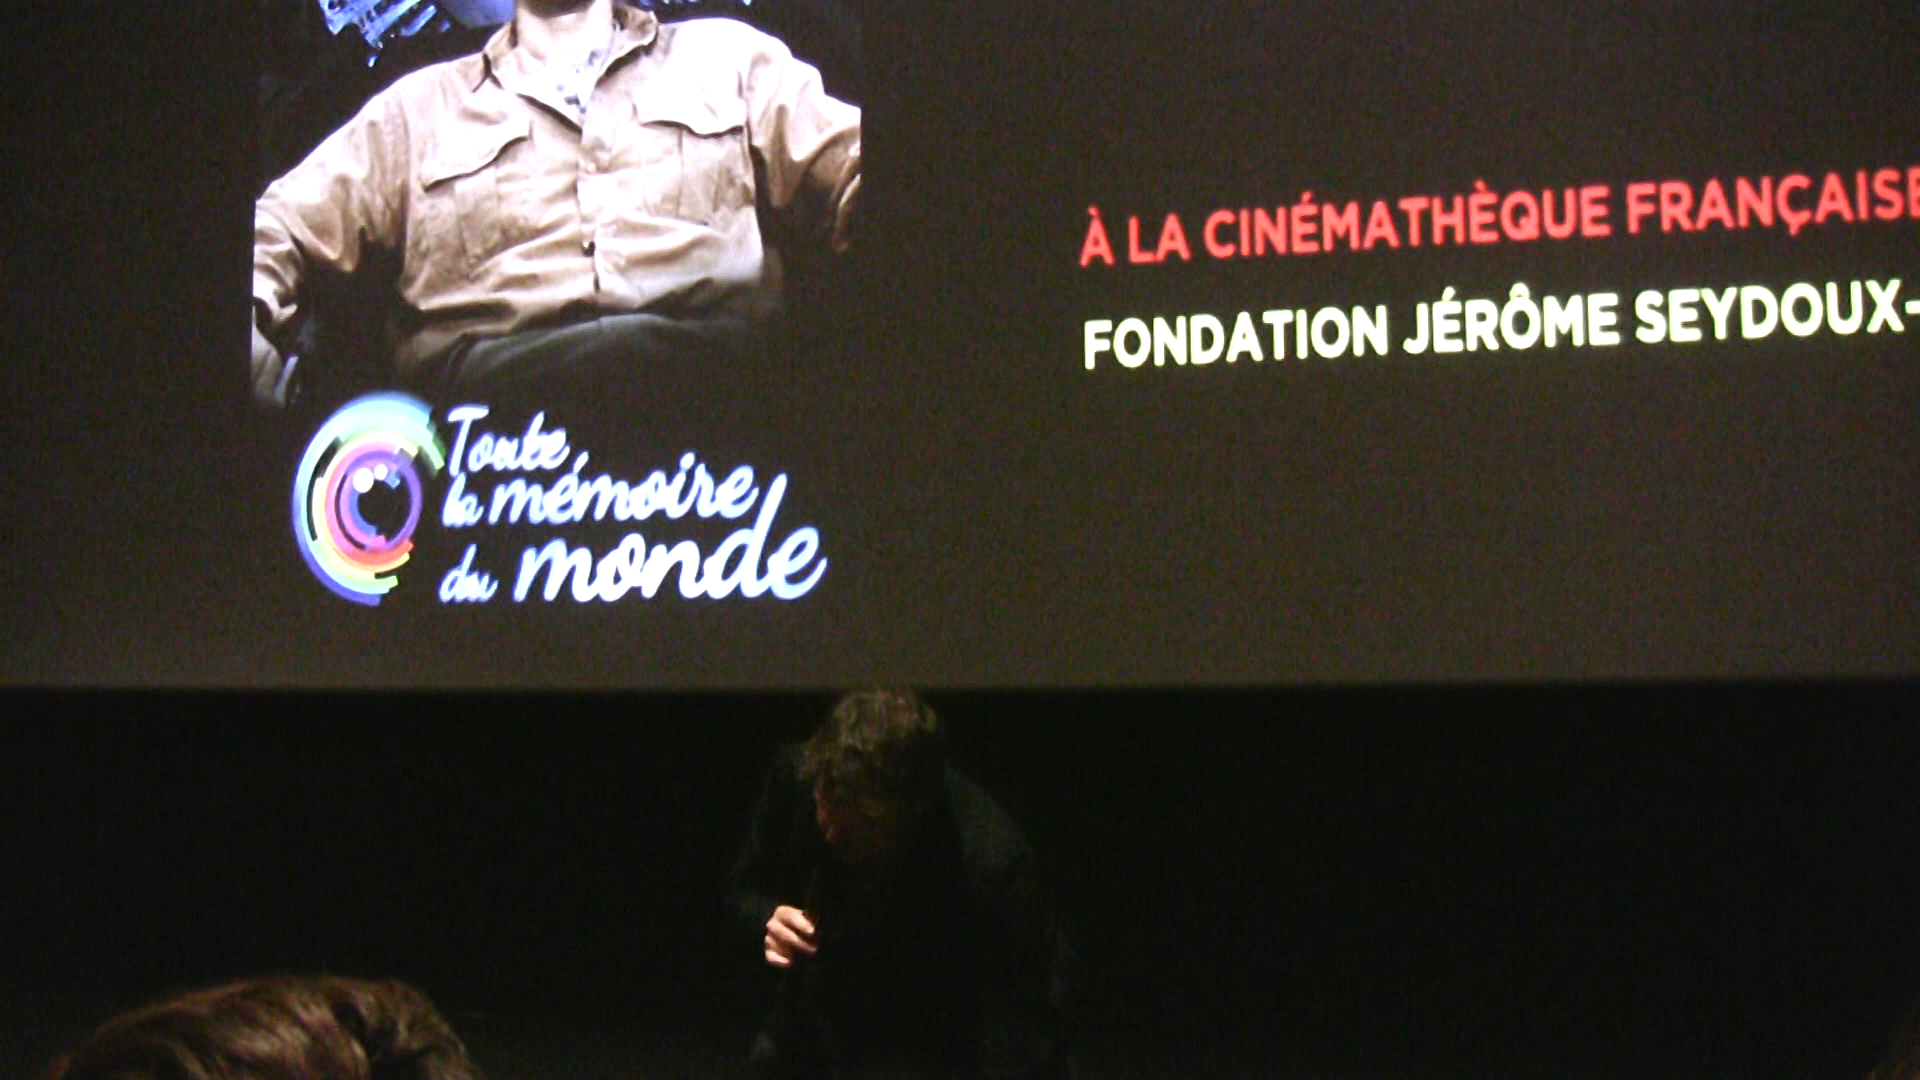 À LA CINÉMATHÈQUE FRANÇAISE
FONDATION JÉRÔME SEYDOUX-
Toute
la mémoire
du monde